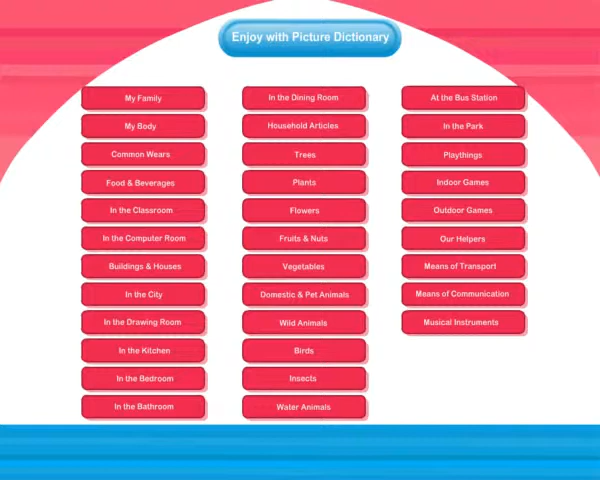 Enjoy with Picture Dictionary
My Family
My Body
Common Wears
Food & Beverages
In the Classroom
In the Computer Room
Buildings & Houses
In the City
In the Drawing Room
In the Kitchen
In the Bedroom
In the Bathroom
In the Dining Room
Household Articles
Trees
Plants
Flowers
Fruits & Nuts
Vegetables
Domestic & Pet Animals
Wild Animals
Birds
Insects
Water Animals
At the Bus Station
In the Park
Playthings
Indoor Games
Outdoor Games
Our Helpers
Means of Transport
Means of Communication
Musical Instruments